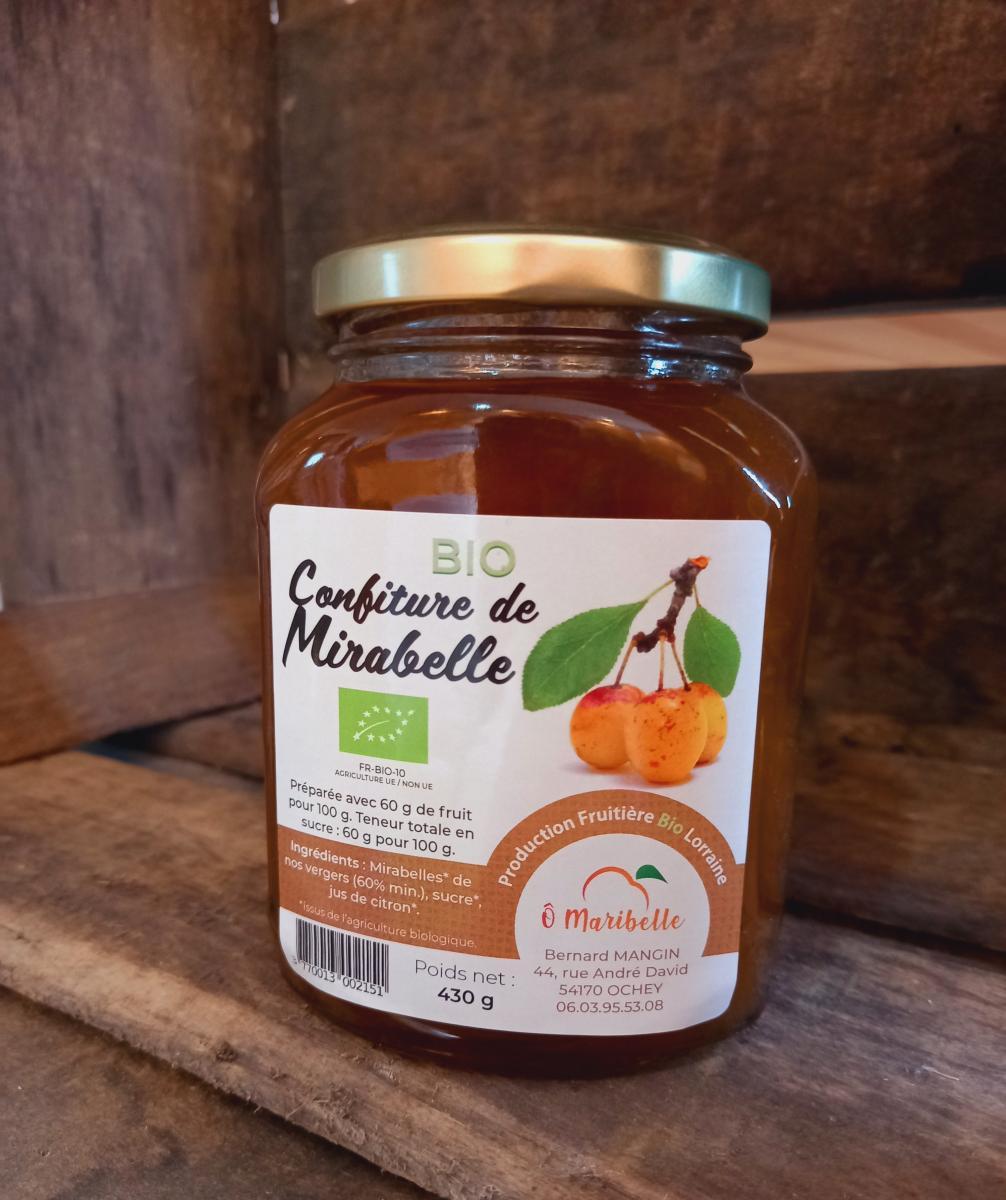 BIO
Confiture de
Mirabelle
FR-BIO-10
AGRICULTURE UE / NON UE
Préparée avec 60 g de fruit
pour 100 g. Teneur totale en
sucre : 60 g pour 100 g.
Ingrédients : Mirabelles* de
nos vergers (60% min.), sucre*,
jus de citron*.
*issus de l'agriculture biologique.
3 770013 002151
Poids net :
430 g
Production Fruitière Bio Lorraine
Ô Maribelle
Bernard MANGIN
44, rue André David
54170 OCHEY
06.03.95.53.08